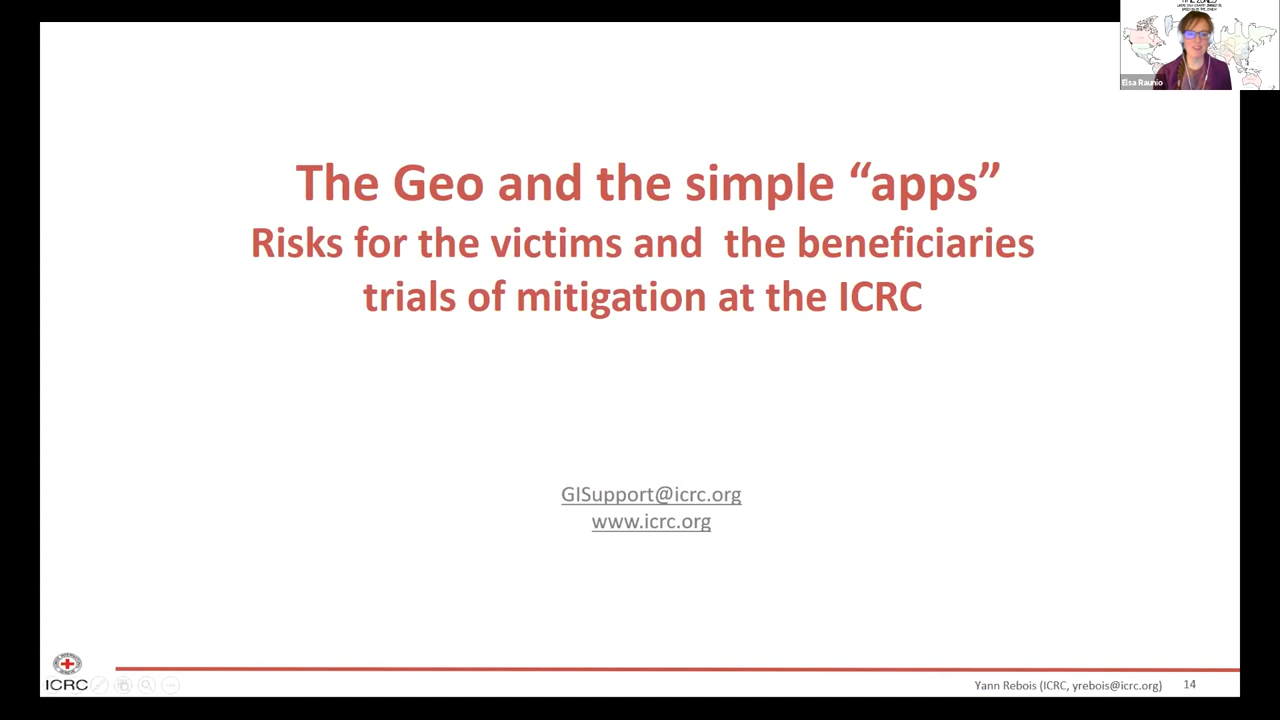 Elsa Raunio
The Geo and the simple “apps”
Risks for the victims and the beneficiaries
trials of mitigation at the ICRC
GISupport@icrc.org
www.icrc.org
ICRC
Yann Rebois (ICRC, yrebois@icrc.org) 14